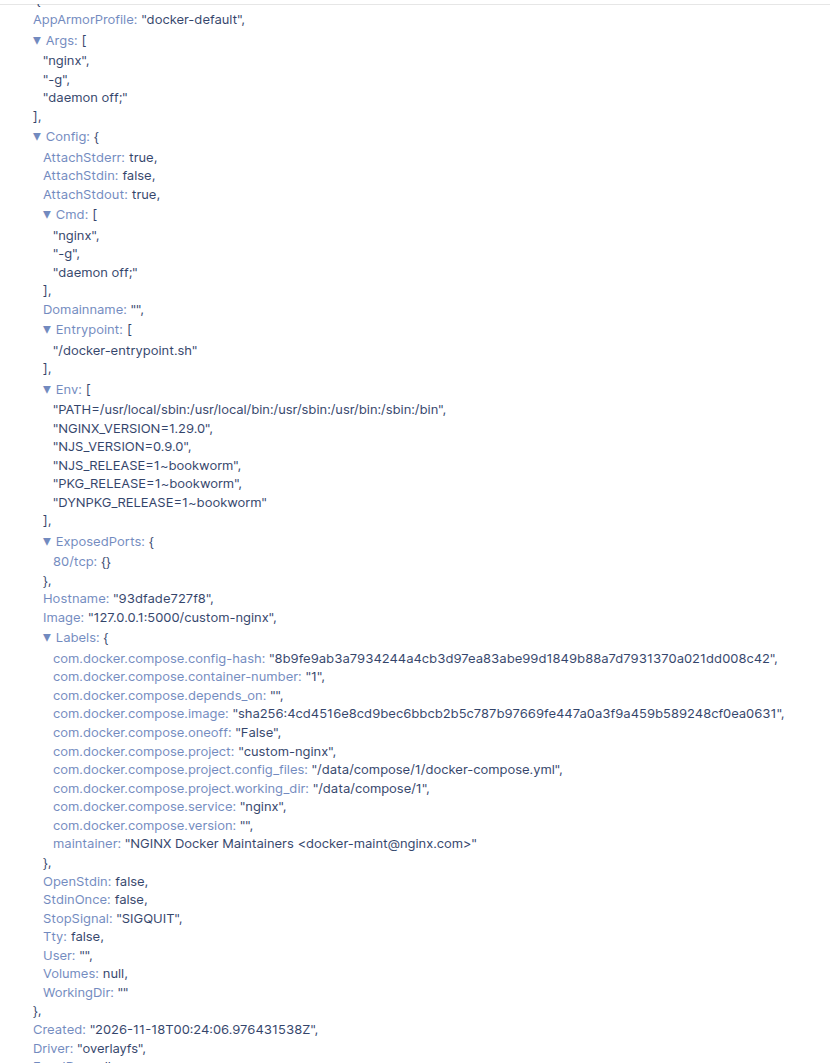 AppArmorProfile: "docker-default",
▼ Args: [
"nginx",
"-g",
"daemon off;"
],
▼ Config: {
AttachStderr: true,
AttachStdin: false,
AttachStdout: true,
▼ Cmd: [
"nginx",
"-g",
"daemon off;"
],
Domainname: "",
▼ Entrypoint: [
"/docker-entrypoint.sh"
],
▼ Env: [
"PATH=/usr/local/sbin:/usr/local/bin:/usr/sbin:/usr/bin:/sbin:/bin",
"NGINX_VERSION=1.29.0",
"NJS_VERSION=0.9.0",
"NJS_RELEASE=1~bookworm",
"PKG_RELEASE=1~bookworm",
"DYNPKG_RELEASE=1~bookworm"
],
▼ ExposedPorts: {
80/tcp: {}
},
Hostname: "93dfade727f8",
Image: "127.0.0.1:5000/custom-nginx",
▼ Labels: {
com.docker.compose.config-hash: "8b9fe9ab3a7934244a4cb3d97ea83abe99d1849b88a7d7931370a021dd008c42",
com.docker.compose.container-number: "1",
com.docker.compose.depends_on: "",
com.docker.compose.image: "sha256:4cd4516e8cd9bec6bbcb2b5c787b97669fe447a0a3f9a459b589248cf0ea0631",
com.docker.compose.oneoff: "False",
com.docker.compose.project: "custom-nginx",
com.docker.compose.project.config_files: "/data/compose/1/docker-compose.yml",
com.docker.compose.project.working_dir: "/data/compose/1",
com.docker.compose.service: "nginx",
com.docker.compose.version: "",
maintainer: "NGINX Docker Maintainers <docker-maint@nginx.com>"
},
OpenStdin: false,
StdinOnce: false,
StopSignal: "SIGQUIT",
Tty: false,
User: "",
Volumes: null,
WorkingDir: ""
},
Created: "2026-11-18T00:24:06.976431538Z",
Driver: "overlayfs",